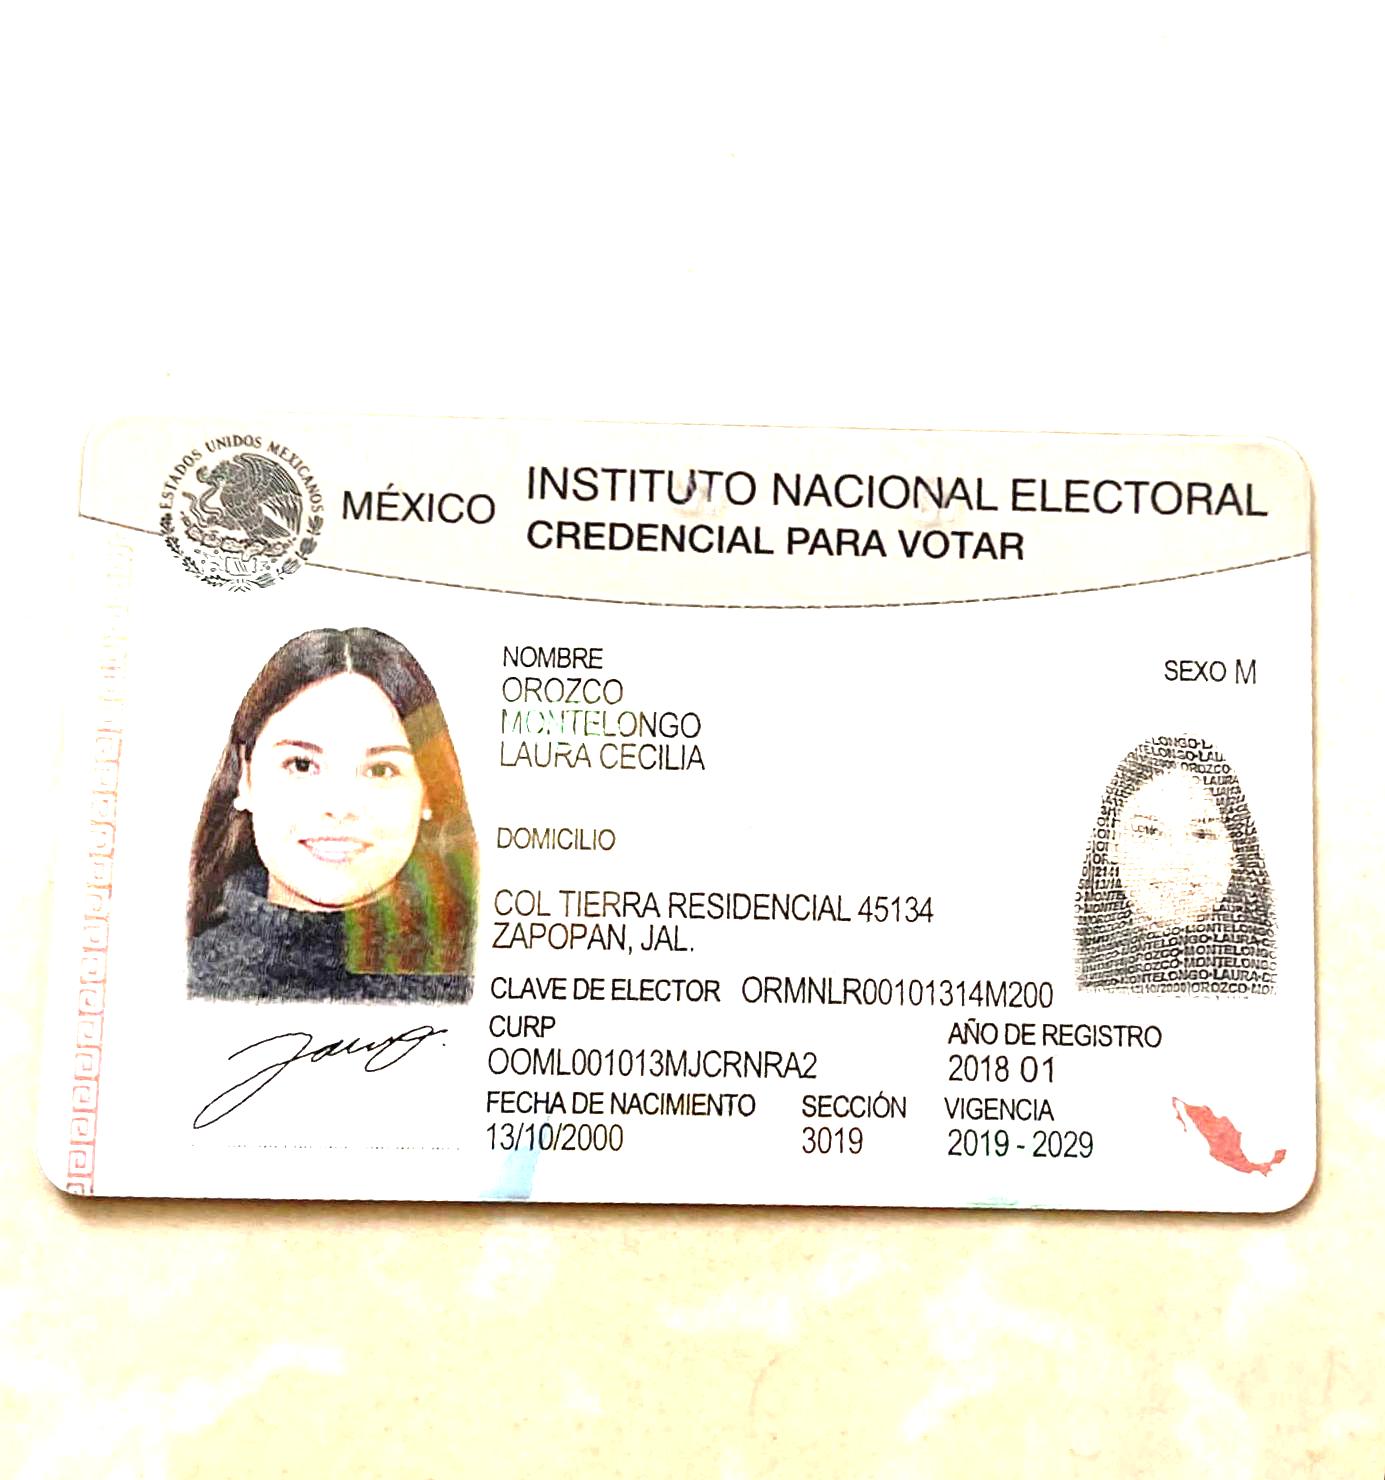 ESTADOS UNIDOS MEXICANOS
MÉXICO
INSTITUTO NACIONAL ELECTORAL
CREDENCIAL PARA VOTAR
NOMBRE
OROZCO
MONTELONGO
LAURA CECILIA
SEXO M
DOMICILIO
COL TIERRA RESIDENCIAL 45134
ZAPOPAN, JAL.
CLAVE DE ELECTOR ORMNLR00101314M200
CURP
OOML001013MJCRNRA2
AÑO DE REGISTRO
2018 01
FECHA DE NACIMIENTO
13/10/2000
SECCIÓN
3019
VIGENCIA
2019 - 2029